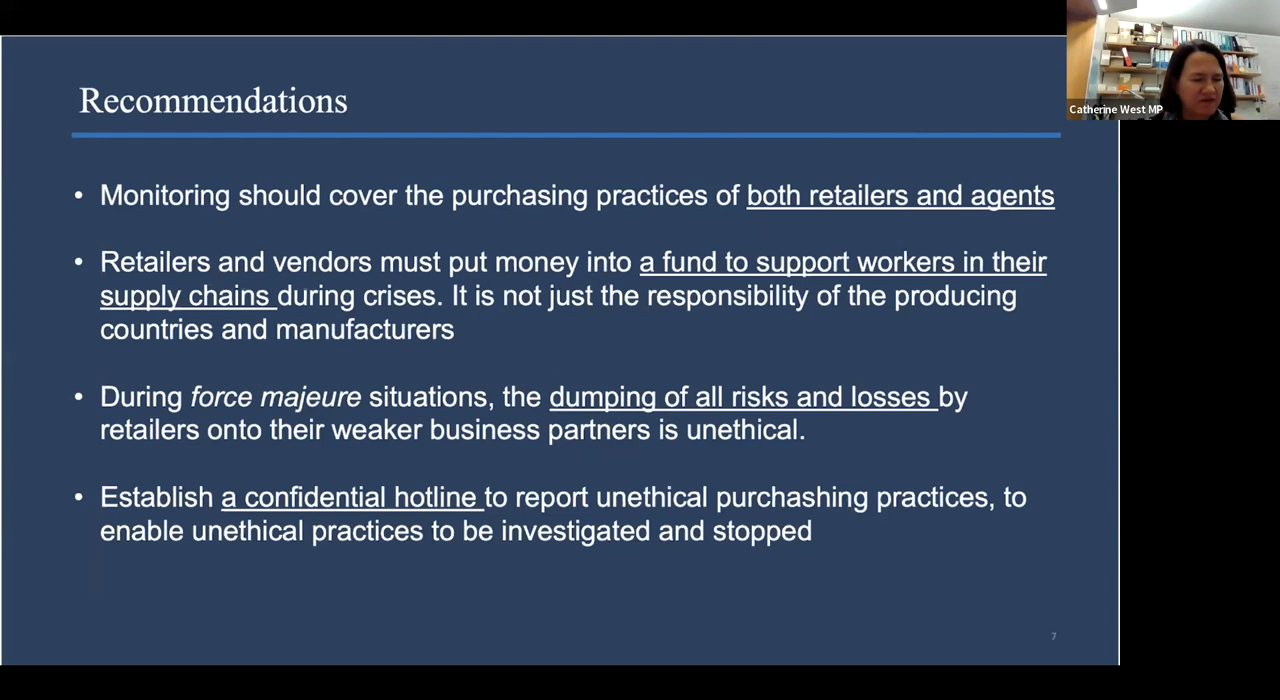 Recommendations
Catherine West MP
• Monitoring should cover the purchasing practices of both retailers and agents
• Retailers and vendors must put money into a fund to support workers in their
supply chains during crises. It is not just the responsibility of the producing
countries and manufacturers
• During force majeure situations, the dumping of all risks and losses by
retailers onto their weaker business partners is unethical.
• Establish a confidential hotline to report unethical purchashing practices, to
enable unethical practices to be investigated and stopped
7